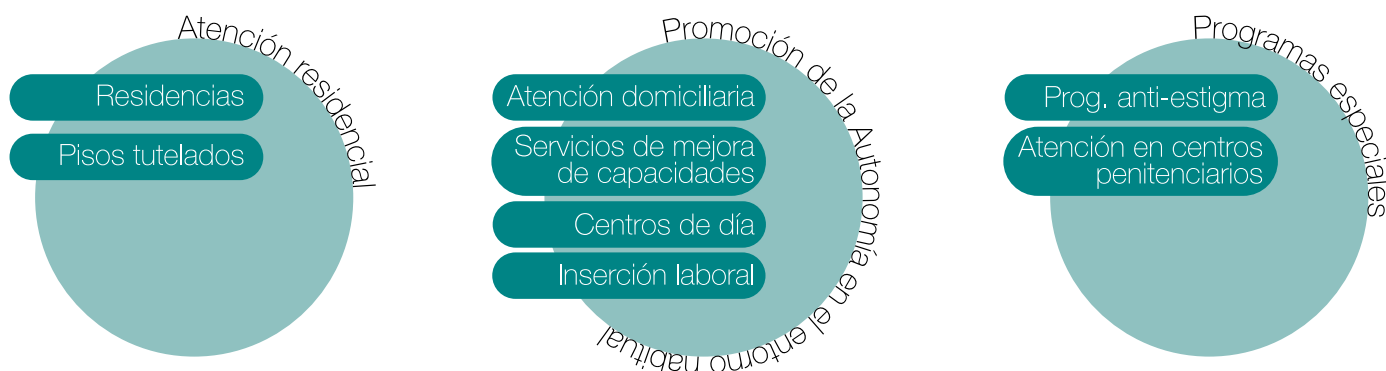 Atención residencial
Residencias
Pisos tutelados
Promoción de la Autonomía en el entorno habitual
Atención domiciliaria
Servicios de mejora
de capacidades
Centros de día
Inserción laboral
Programas especiales
Prog. anti-estigma
Atención en centros
penitenciarios